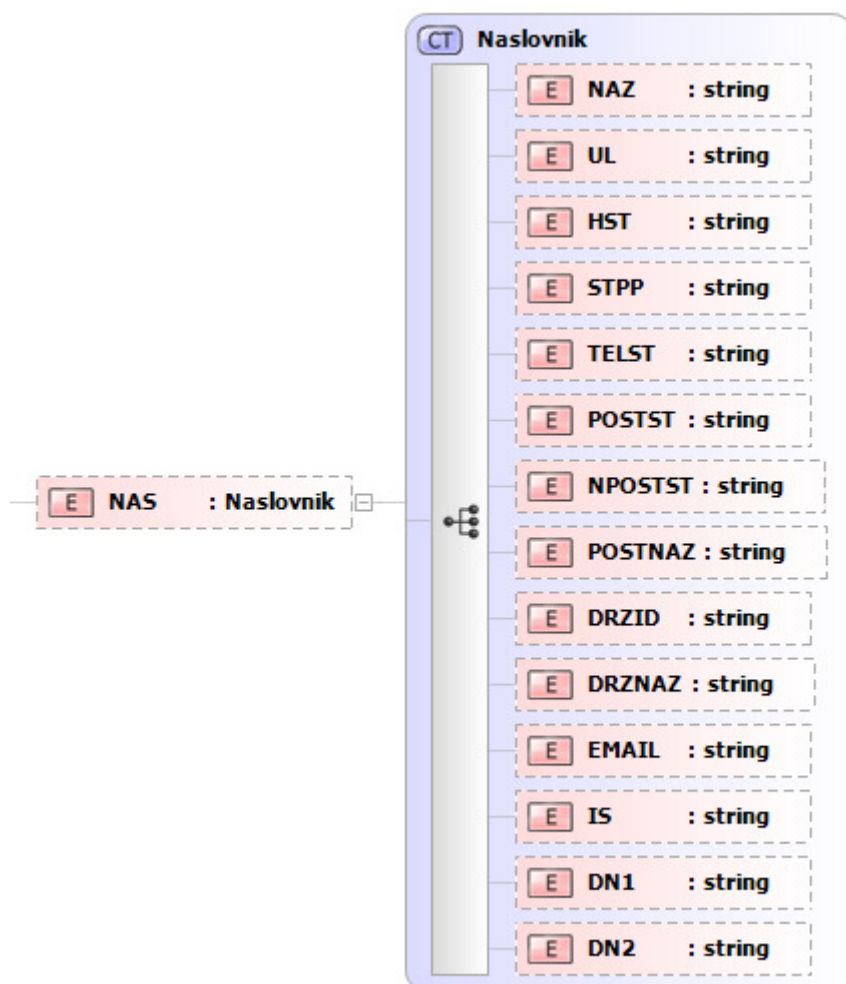 CT Naslovnik
E NAZ : string
E UL : string
E HST : string
E STPP : string
E TELST : string
E POSTST : string
E NAS : Naslovnik
E NPOSTST : string
E POSTNAZ : string
E DRZID : string
E DRZNAZ : string
E EMAIL : string
E IS : string
E DN1 : string
E DN2 : string